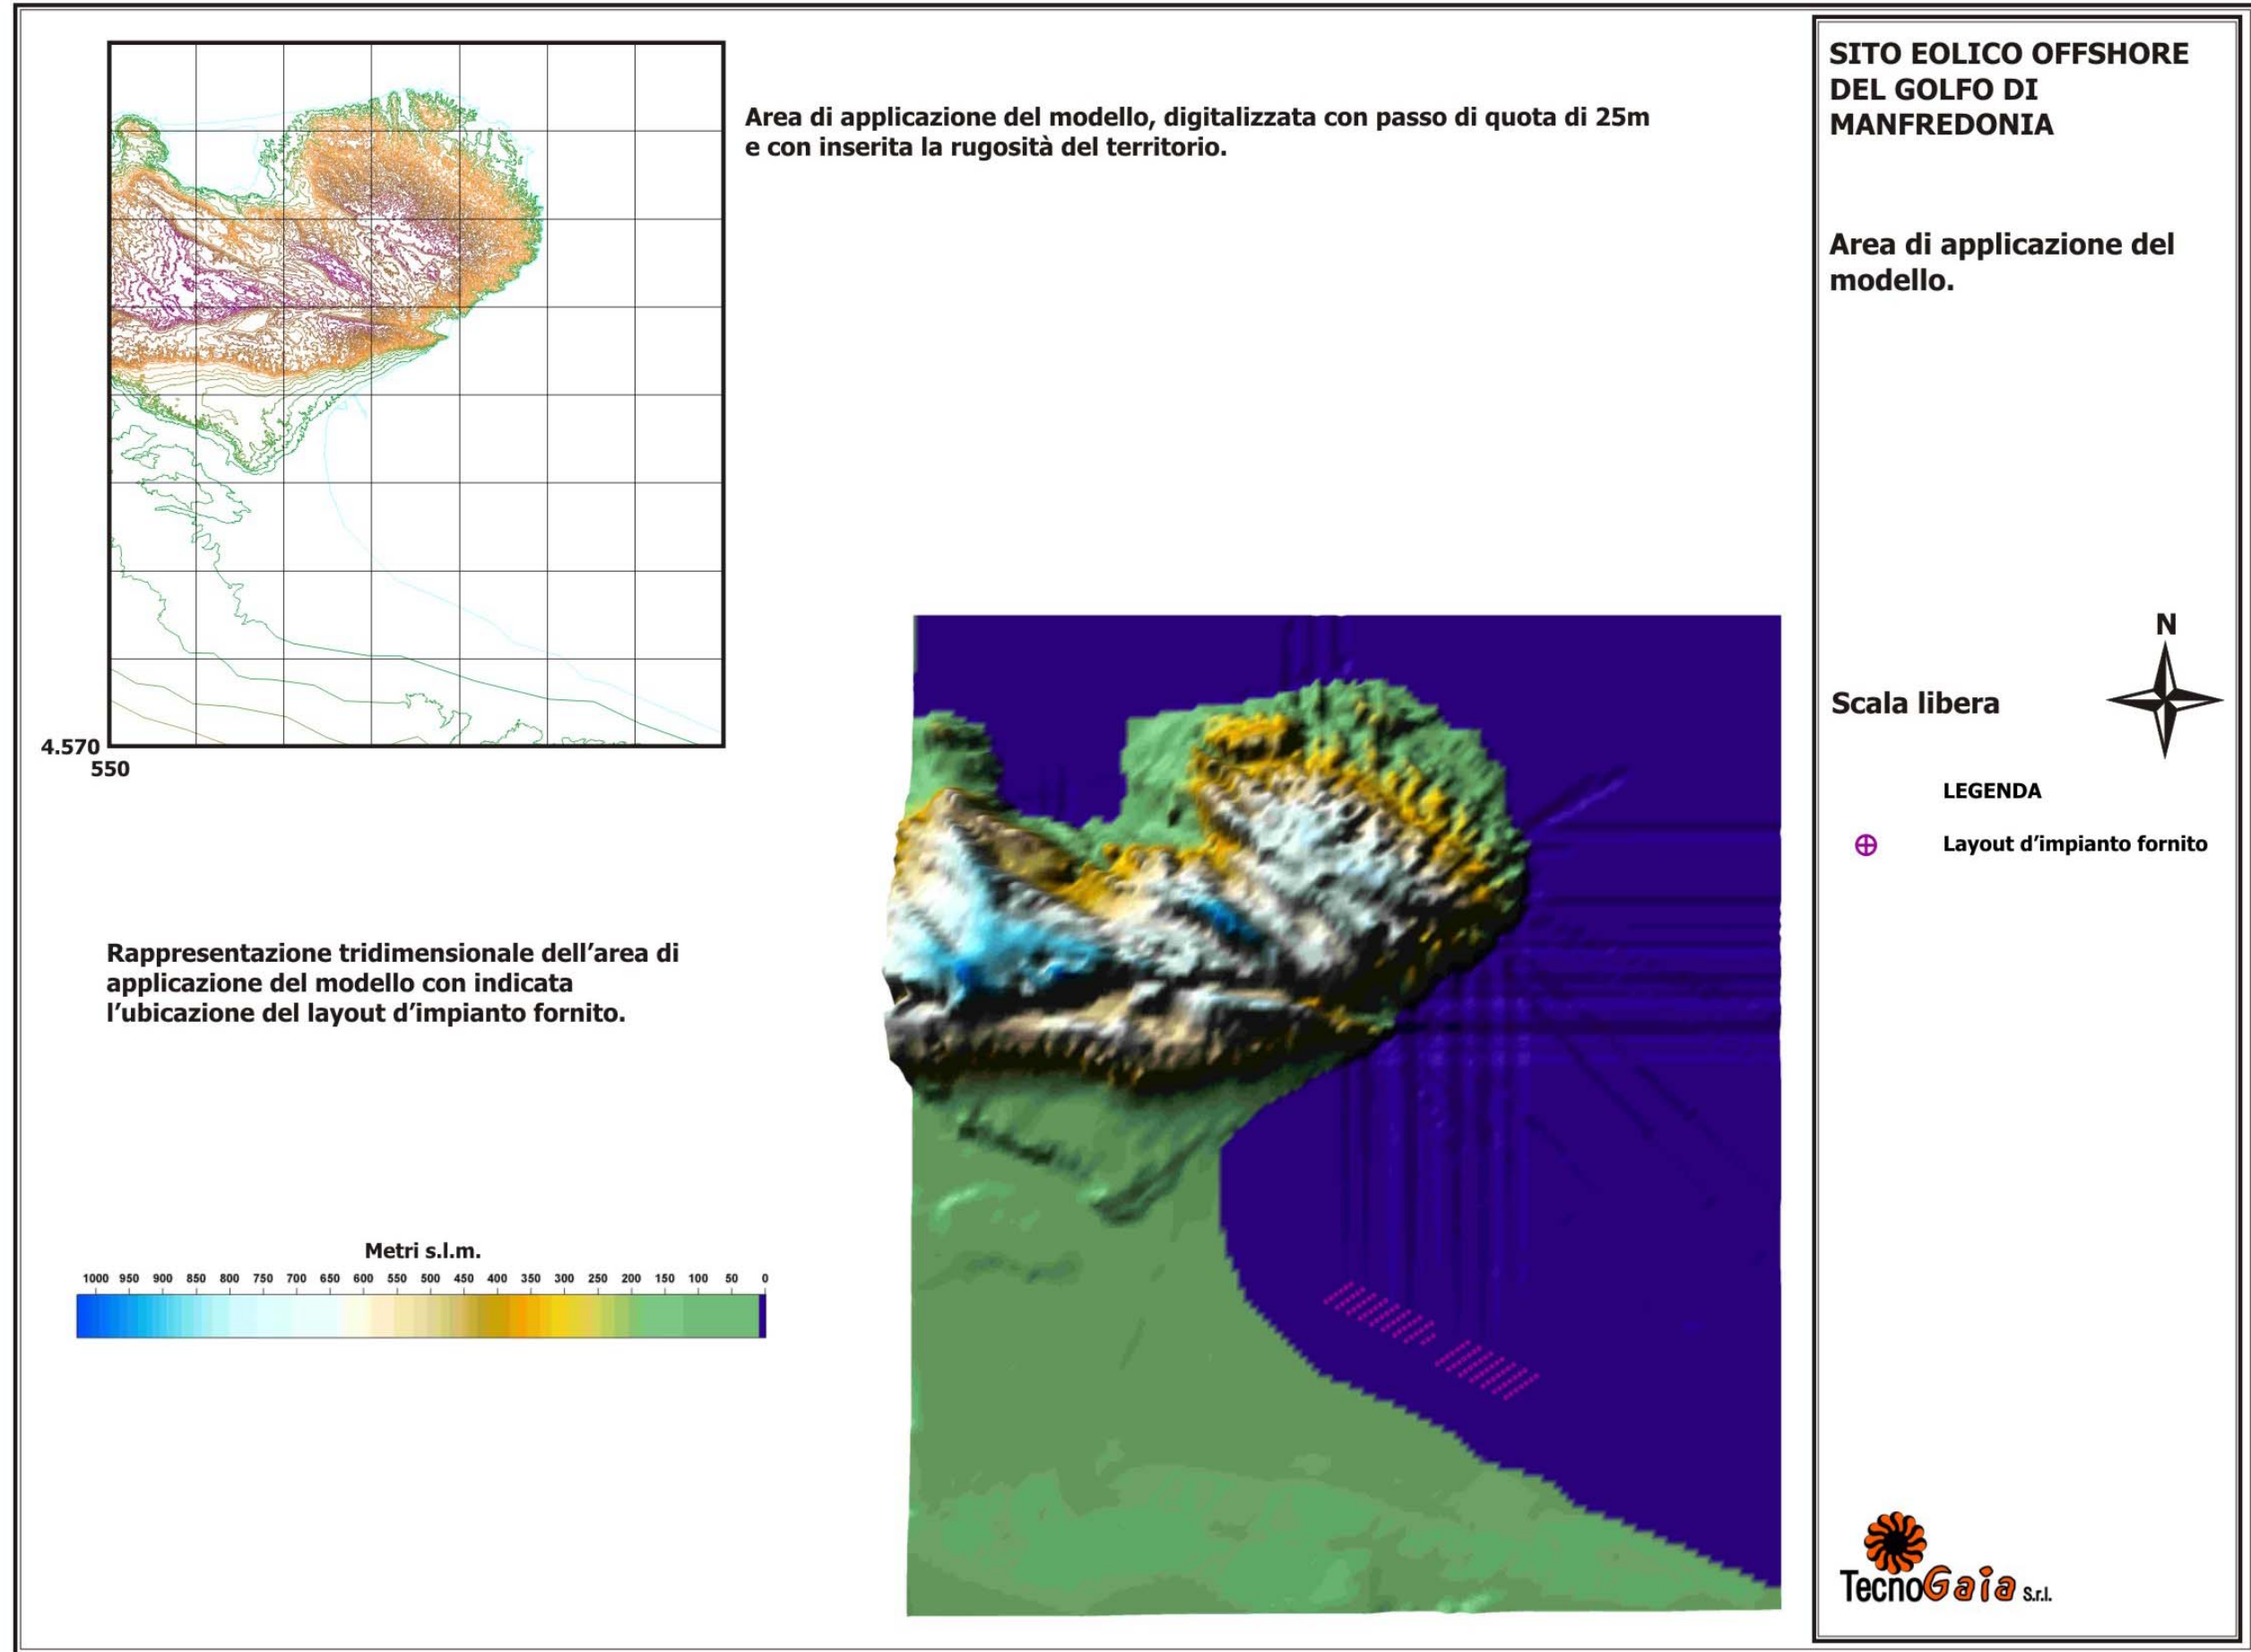 Area di applicazione del modello, digitalizzata con passo di quota di 25m
e con inserita la rugosità del territorio.
4.570
550
Rappresentazione tridimensionale dell'area di
applicazione del modello con indicata
l'ubicazione del layout d'impianto fornito.
Metri s.l.m.
1000 950 900 850 800 750 700 650 600 550 500 450 400 350 300 250 200 150 100 50 0
SITO EOLICO OFFSHORE
DEL GOLFO DI
MANFREDONIA
Area di applicazione del
modello.
N
Scala libera
LEGENDA
Layout d'impianto fornito
TecnoGaia S.r.l.